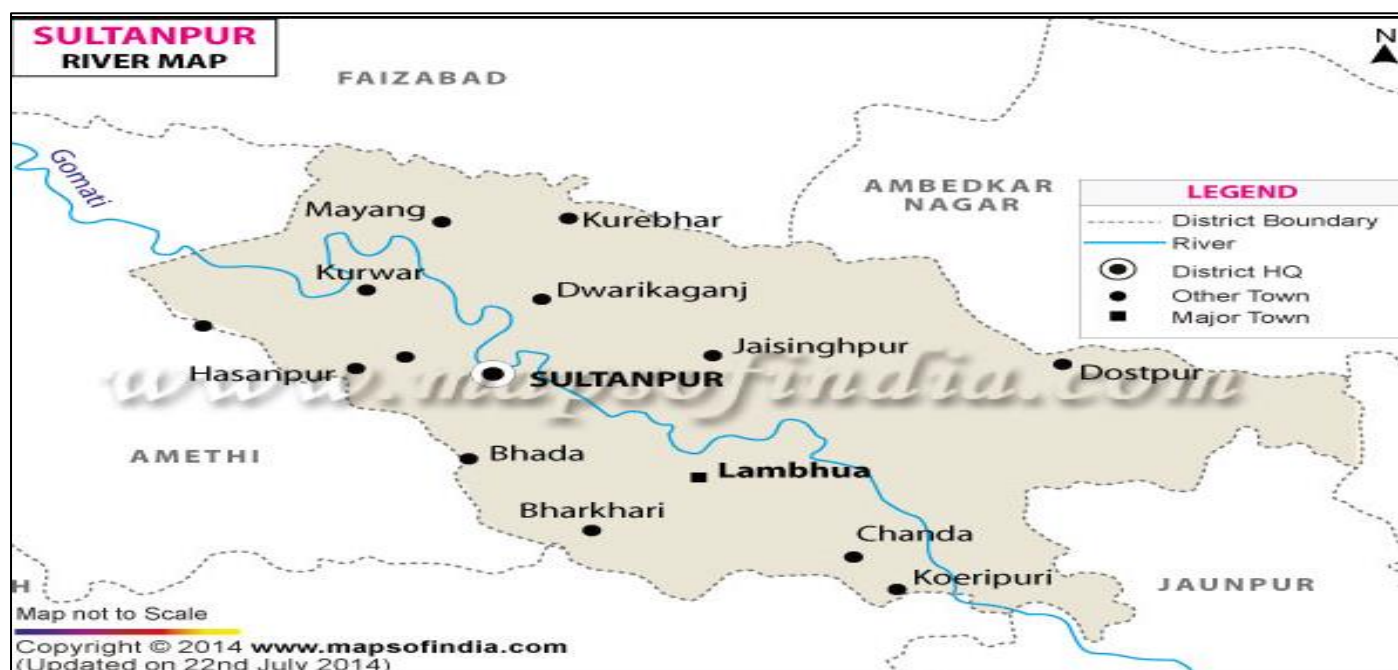 SULTANPUR
RIVER MAP
N
FAIZABAD
Gomati
AMBEDKAR
NAGAR
LEGEND
District Boundary
River
District HQ
Other Town
Major Town
Mayang
Kurebhar
Kurwar
Dwarikaganj
Jaisinghpur
Dostpur
Hasanpur
SULTANPUR
www.mapsofindia.com
AMETHI
Bhada
Lambhua
Bharkhari
Chanda
Koeripuri
JAUNPUR
H
Map not to Scale
Copyright © 2014 www.mapsofindia.com
(Updated on 22nd July 2014)